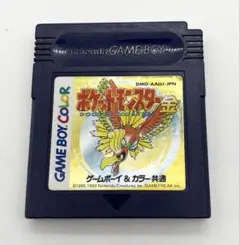 Nintendo GAME BOY
DMG-AAUJ-JPN
GAME BOY COLOR
ポケットモンスター金
ゲームボーイ&カラー共通